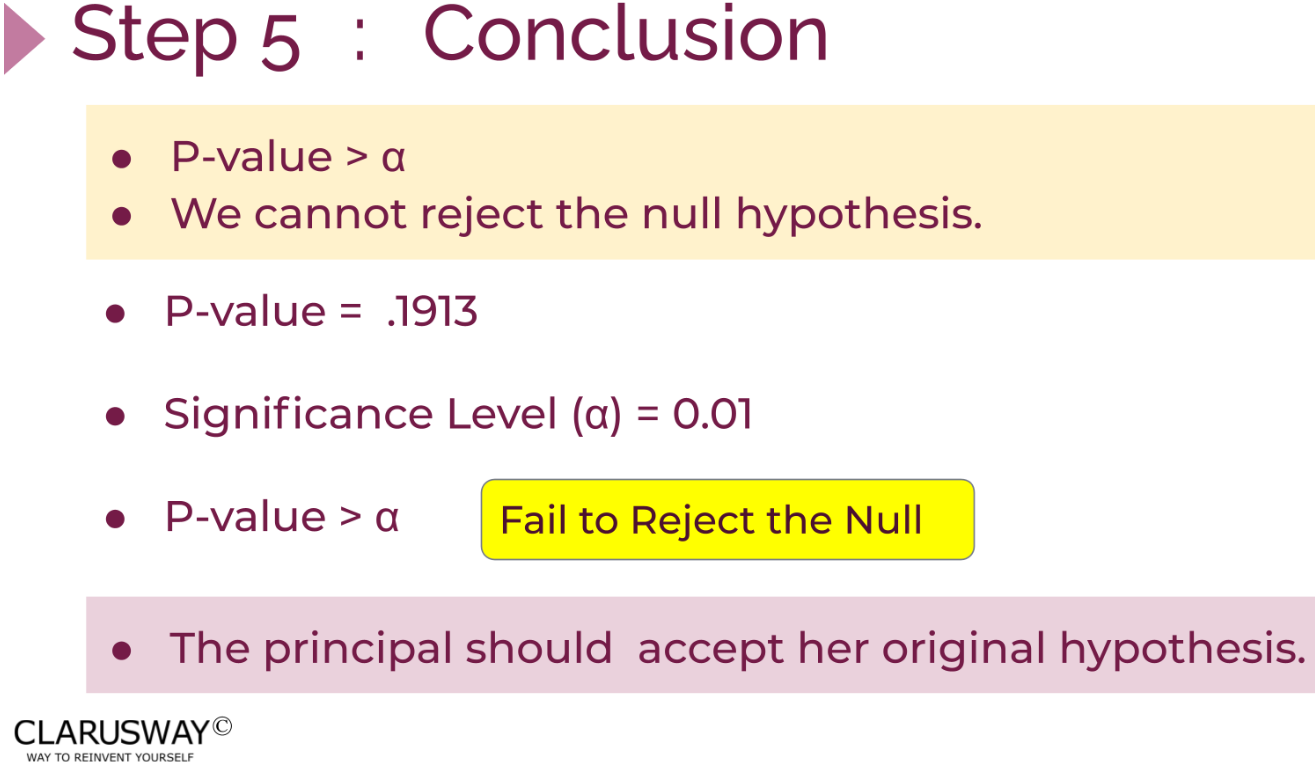 Step 5 : Conclusion
● P-value > α
● We cannot reject the null hypothesis.
● P-value = .1913
● Significance Level (α) = 0.01
● P-value > α Fail to Reject the Null
● The principal should accept her original hypothesis.
CLARUSWAY©
WAY TO REINVENT YOURSELF